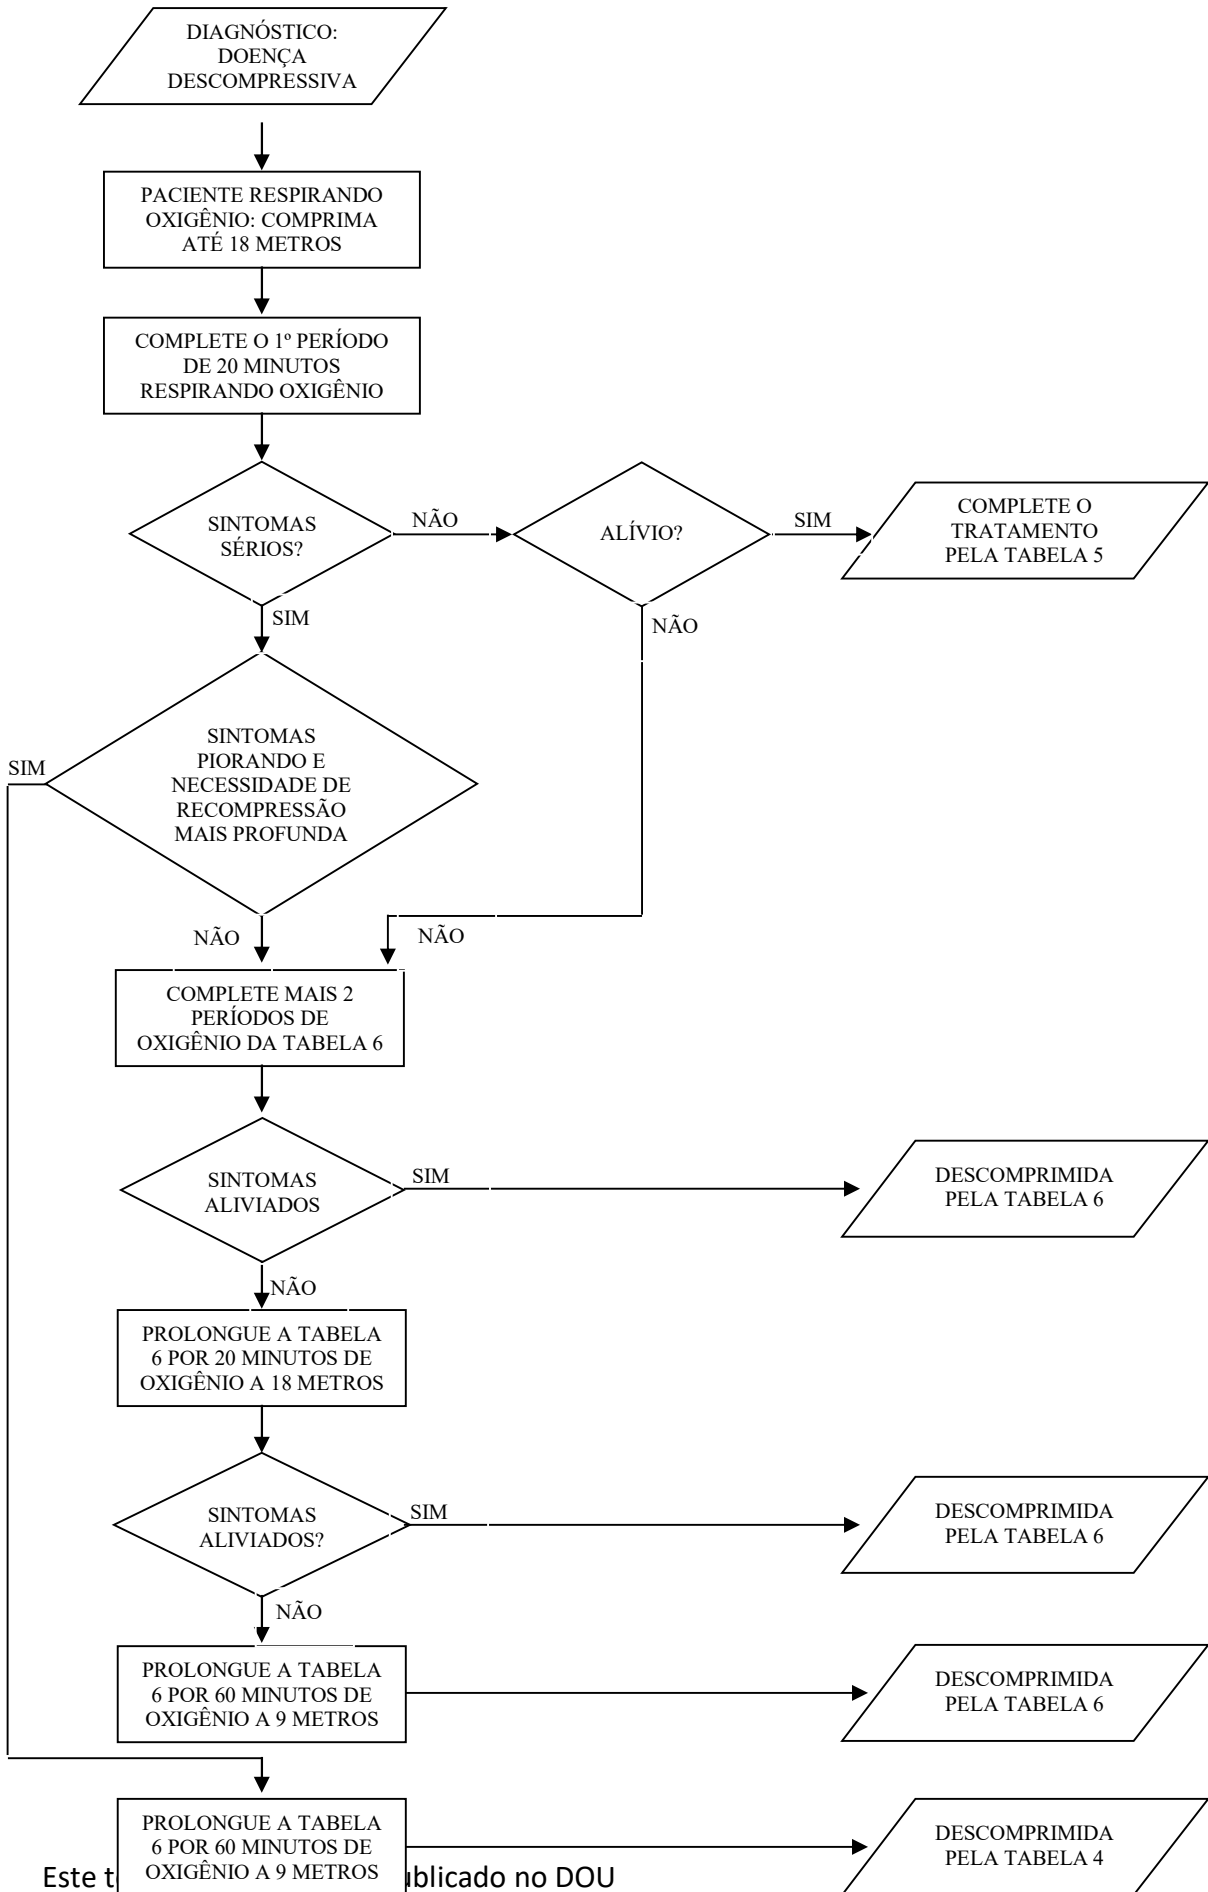 DIAGNÓSTICO:
DOENÇA
DESCOMPRESSIVA
PACIENTE RESPIRANDO
OXIGÊNIO: COMPRIMA
ATÉ 18 METROS
COMPLETE O 1º PERÍODO
DE 20 MINUTOS
RESPIRANDO OXIGÊNIO
SINTOMAS
SÉRIOS?
NÃO
ALÍVIO?
SIM
COMPLETE O
TRATAMENTO
PELA TABELA 5
SIM
NÃO
SINTOMAS
PIORANDO E
NECESSIDADE DE
RECOMPRESSÃO
MAIS PROFUNDA
SIM
NÃO
NÃO
COMPLETE MAIS 2
PERÍODOS DE
OXIGÊNIO DA TABELA 6
SINTOMAS
ALIVIADOS
SIM
DESCOMPRIMIDA
PELA TABELA 6
NÃO
PROLONGUE A TABELA
6 POR 20 MINUTOS DE
OXIGÊNIO A 18 METROS
SINTOMAS
ALIVIADOS?
SIM
DESCOMPRIMIDA
PELA TABELA 6
NÃO
PROLONGUE A TABELA
6 POR 60 MINUTOS DE
OXIGÊNIO A 9 METROS
DESCOMPRIMIDA
PELA TABELA 6
PROLONGUE A TABELA
6 POR 60 MINUTOS DE
OXIGÊNIO A 9 METROS
DESCOMPRIMIDA
PELA TABELA 4
Este no DOU